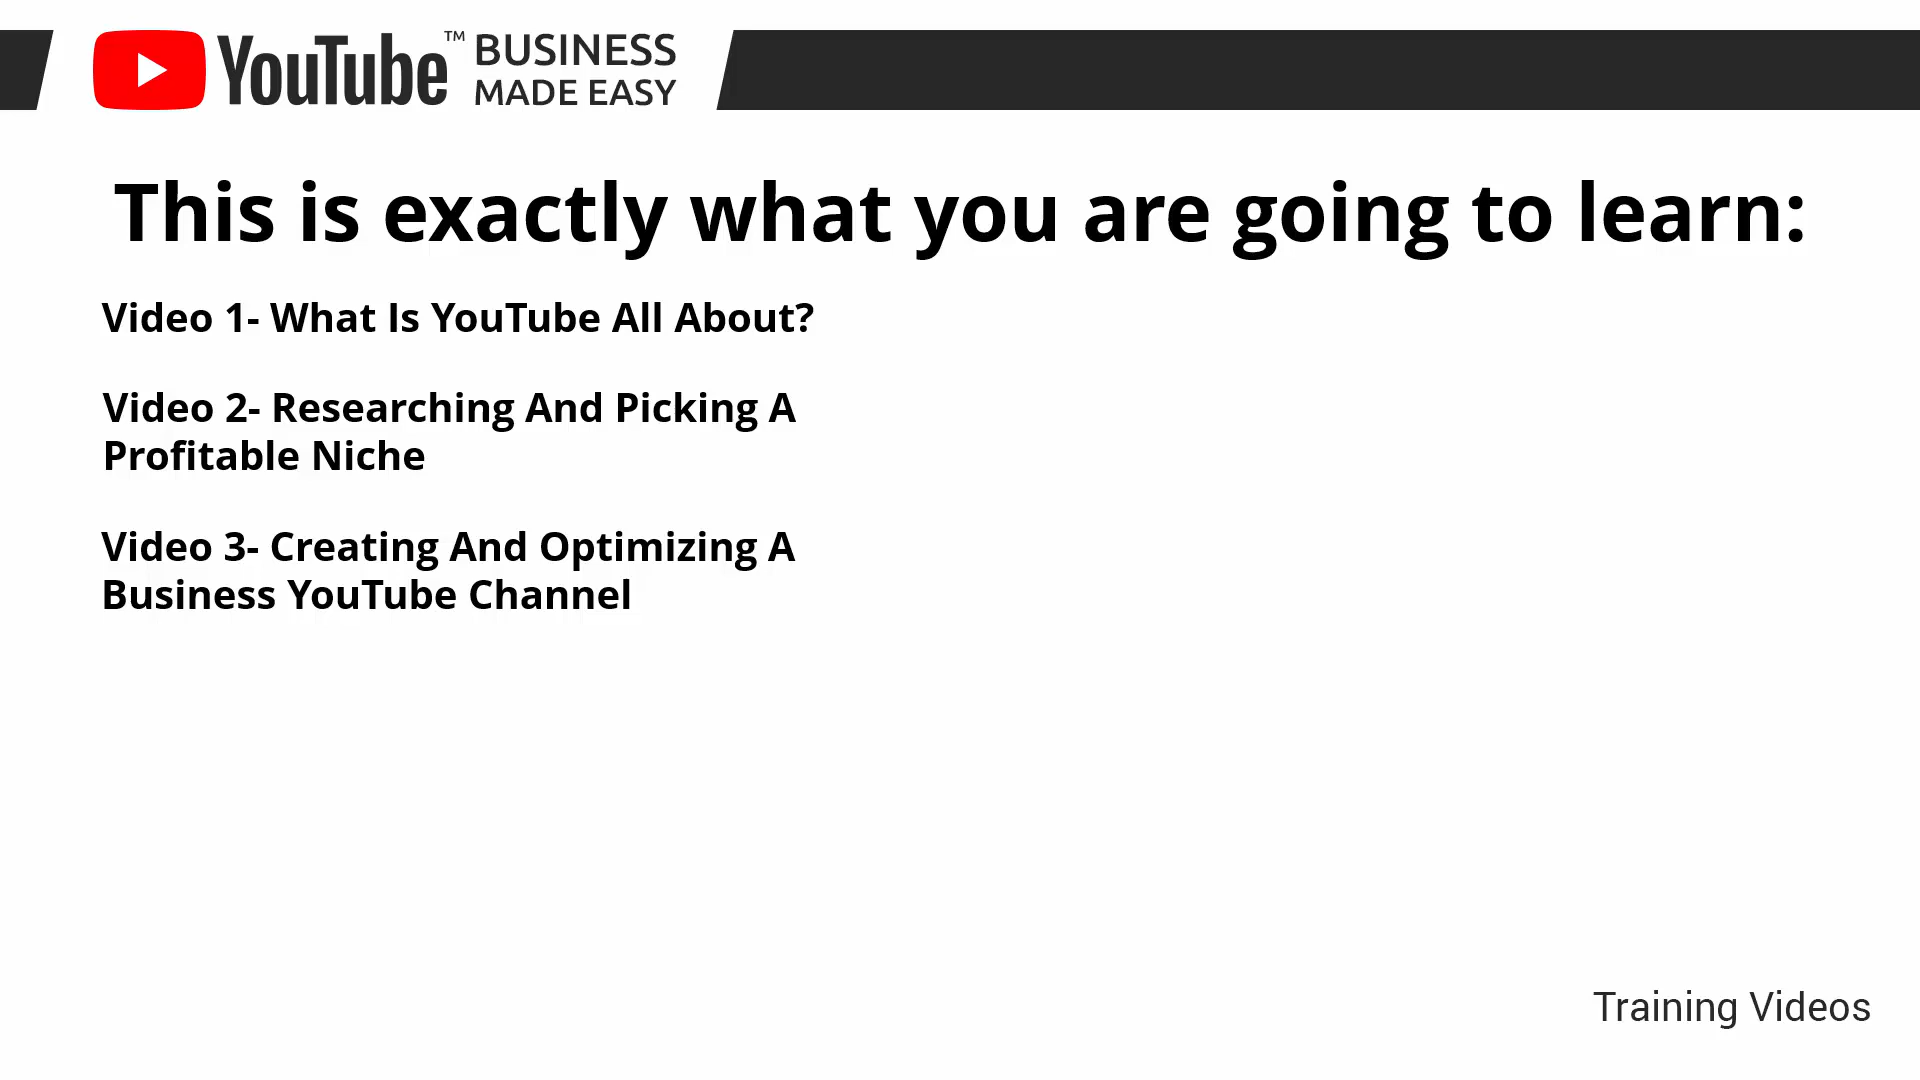 YouTube™ BUSINESS
MADE EASY
This is exactly what you are going to learn:
Video 1- What Is YouTube All About?
Video 2- Researching And Picking A
Profitable Niche
Video 3- Creating And Optimizing A
Business YouTube Channel
Training Videos